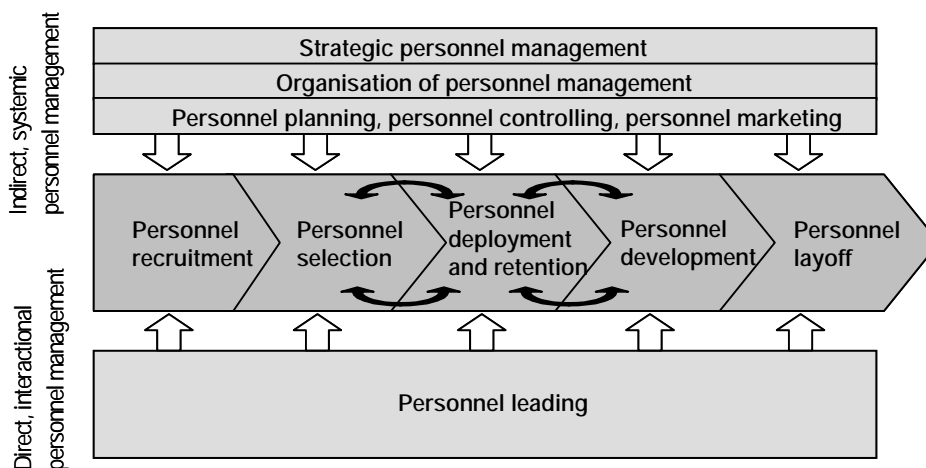 Indirect, systemic
personnel management
Strategic personnel management
Organisation of personnel management
Personnel planning, personnel controlling, personnel marketing
Personnel
recruitment
Personnel
selection
Personnel
deployment
and retention
Personnel
development
Personnel
layoff
Direct, interactional
personnel management
Personnel leading